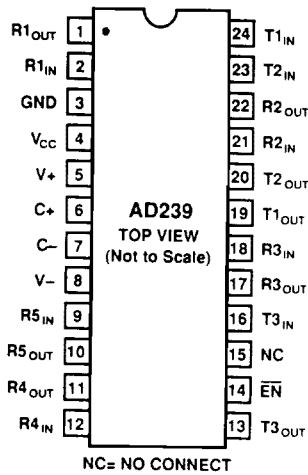 R1OUT 1 24 T1IN
R1IN 2 23 T2IN
GND 3 22 R2OUT
VCC 4 21 R2IN
V+ 5 20 T2OUT
C+ 6 AD239 19 T1OUT
TOP VIEW
C− 7 (Not to Scale) 18 R3IN
V− 8 17 R3OUT
R5IN 9 16 T3IN
R5OUT 10 15 NC
R4OUT 11 14 E̅N̅
R4IN 12 13 T3OUT
NC= NO CONNECT